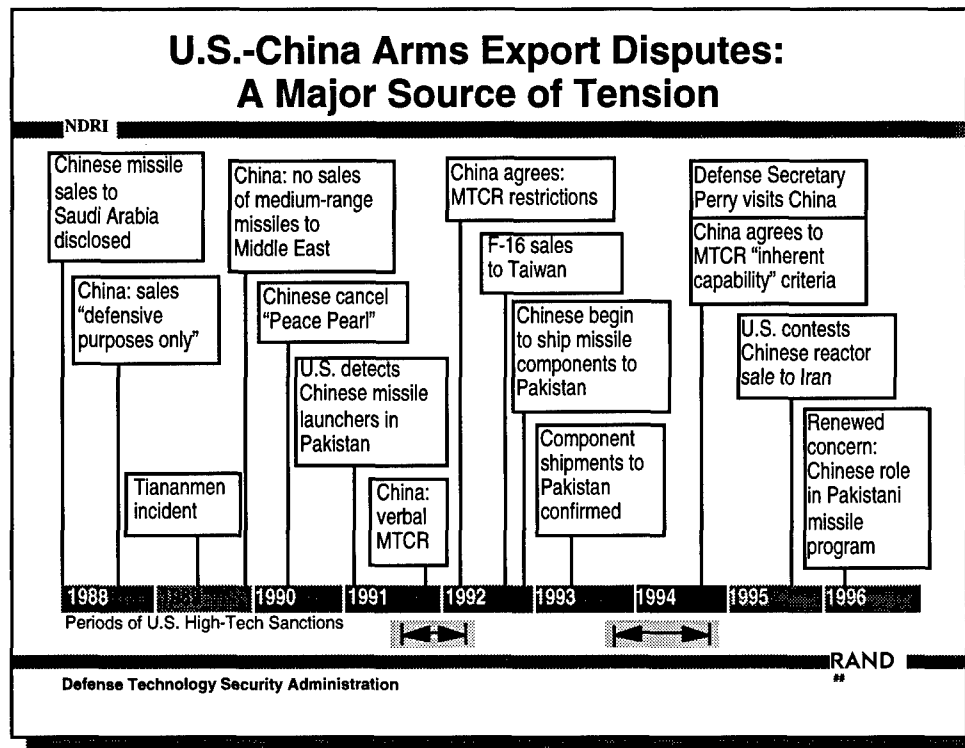 U.S.-China Arms Export Disputes:
A Major Source of Tension
NDRI
Chinese missile
sales to
Saudi Arabia
disclosed
China: sales
“defensive
purposes only”
Tiananmen
incident
China: no sales
of medium-range
missiles to
Middle East
Chinese cancel
“Peace Pearl”
U.S. detects
Chinese missile
launchers in
Pakistan
China:
verbal
MTCR
China agrees:
MTCR restrictions
F-16 sales
to Taiwan
Chinese begin
to ship missile
components to
Pakistan
Component
shipments to
Pakistan
confirmed
Defense Secretary
Perry visits China
China agrees to
MTCR “inherent
capability” criteria
U.S. contests
Chinese reactor
sale to Iran
Renewed
concern:
Chinese role
in Pakistani
missile
program
1988 1990 1991 1992 1993 1994 1995 1996
Periods of U.S. High-Tech Sanctions
RAND
##
Defense Technology Security Administration